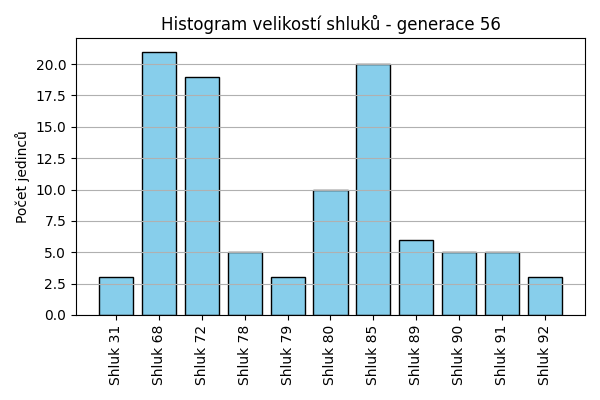 Histogram velikostí shluků - generace 56
Počet jedinců
20.0
17.5
15.0
12.5
10.0
7.5
5.0
2.5
0.0
Shluk 31
Shluk 68
Shluk 72
Shluk 78
Shluk 79
Shluk 80
Shluk 85
Shluk 89
Shluk 90
Shluk 91
Shluk 92